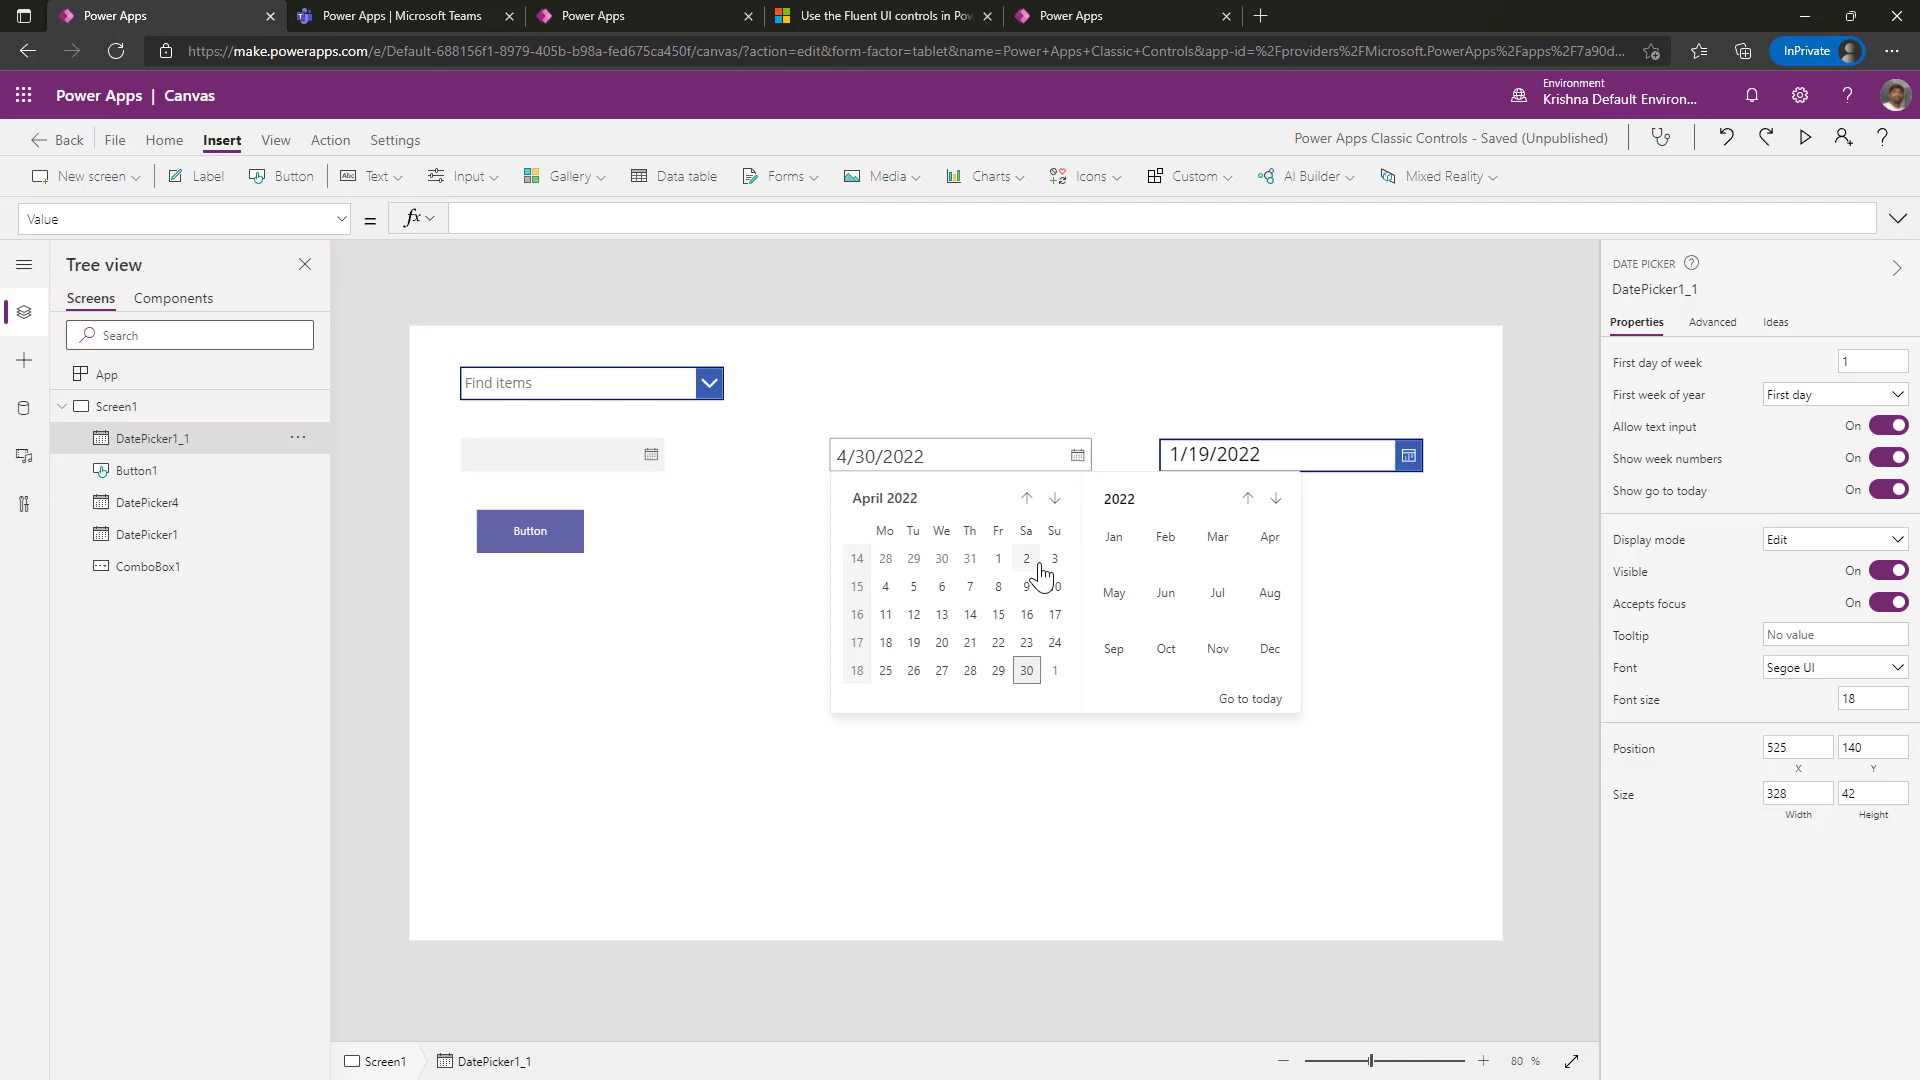 Power Apps
Power Apps | Microsoft Teams
Power Apps
Use the Fluent UI controls in Pow
Power Apps
https://make.powerapps.com/e/Default-688156f1-8979-405b-b98a-fed675ca450f/canvas/?action=edit&form-factor=tablet&name=Power+Apps+Classic+Controls&app-id=%2Fproviders%2FMicrosoft.PowerApps%2Fapps%2F7a90d...
InPrivate
Power Apps | Canvas
Environment
Krishna Default Environ...
Back
File
Home
Insert
View
Action
Settings
Power Apps Classic Controls - Saved (Unpublished)
New screen
Label
Button
Abc Text
Input
Gallery
Data table
Forms
Media
Charts
Icons
Custom
AI Builder
Mixed Reality
Value
=
fx
Tree view
Screens
Components
Search
App
Screen1
DatePicker1_1
...
Button1
DatePicker4
DatePicker1
ComboBox1
Find items
4/30/2022
1/19/2022
Button
April 2022
Mo Tu We Th Fr Sa Su
14 28 29 30 31 1 2 3
15 4 5 6 7 8 9 0
16 11 12 13 14 15 16 17
17 18 19 20 21 22 23 24
18 25 26 27 28 29 30 1
2022
Jan Feb Mar Apr
May Jun Jul Aug
Sep Oct Nov Dec
Go to today
DATE PICKER ?
DatePicker1_1
Properties
Advanced
Ideas
First day of week 1
First week of year First day
Allow text input On
Show week numbers On
Show go to today On
Display mode Edit
Visible On
Accepts focus On
Tooltip No value
Font Segoe UI
Font size 18
Position 525 140
X Y
Size 328 42
Width Height
Screen1
DatePicker1_1
80 %